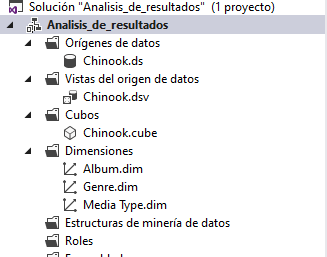 Solución "Analisis_de_resultados" (1 proyecto)
Analisis_de_resultados
Orígenes de datos
Chinook.ds
Vistas del origen de datos
Chinook.dsv
Cubos
Chinook.cube
Dimensiones
Album.dim
Genre.dim
Media Type.dim
Estructuras de minería de datos
Roles